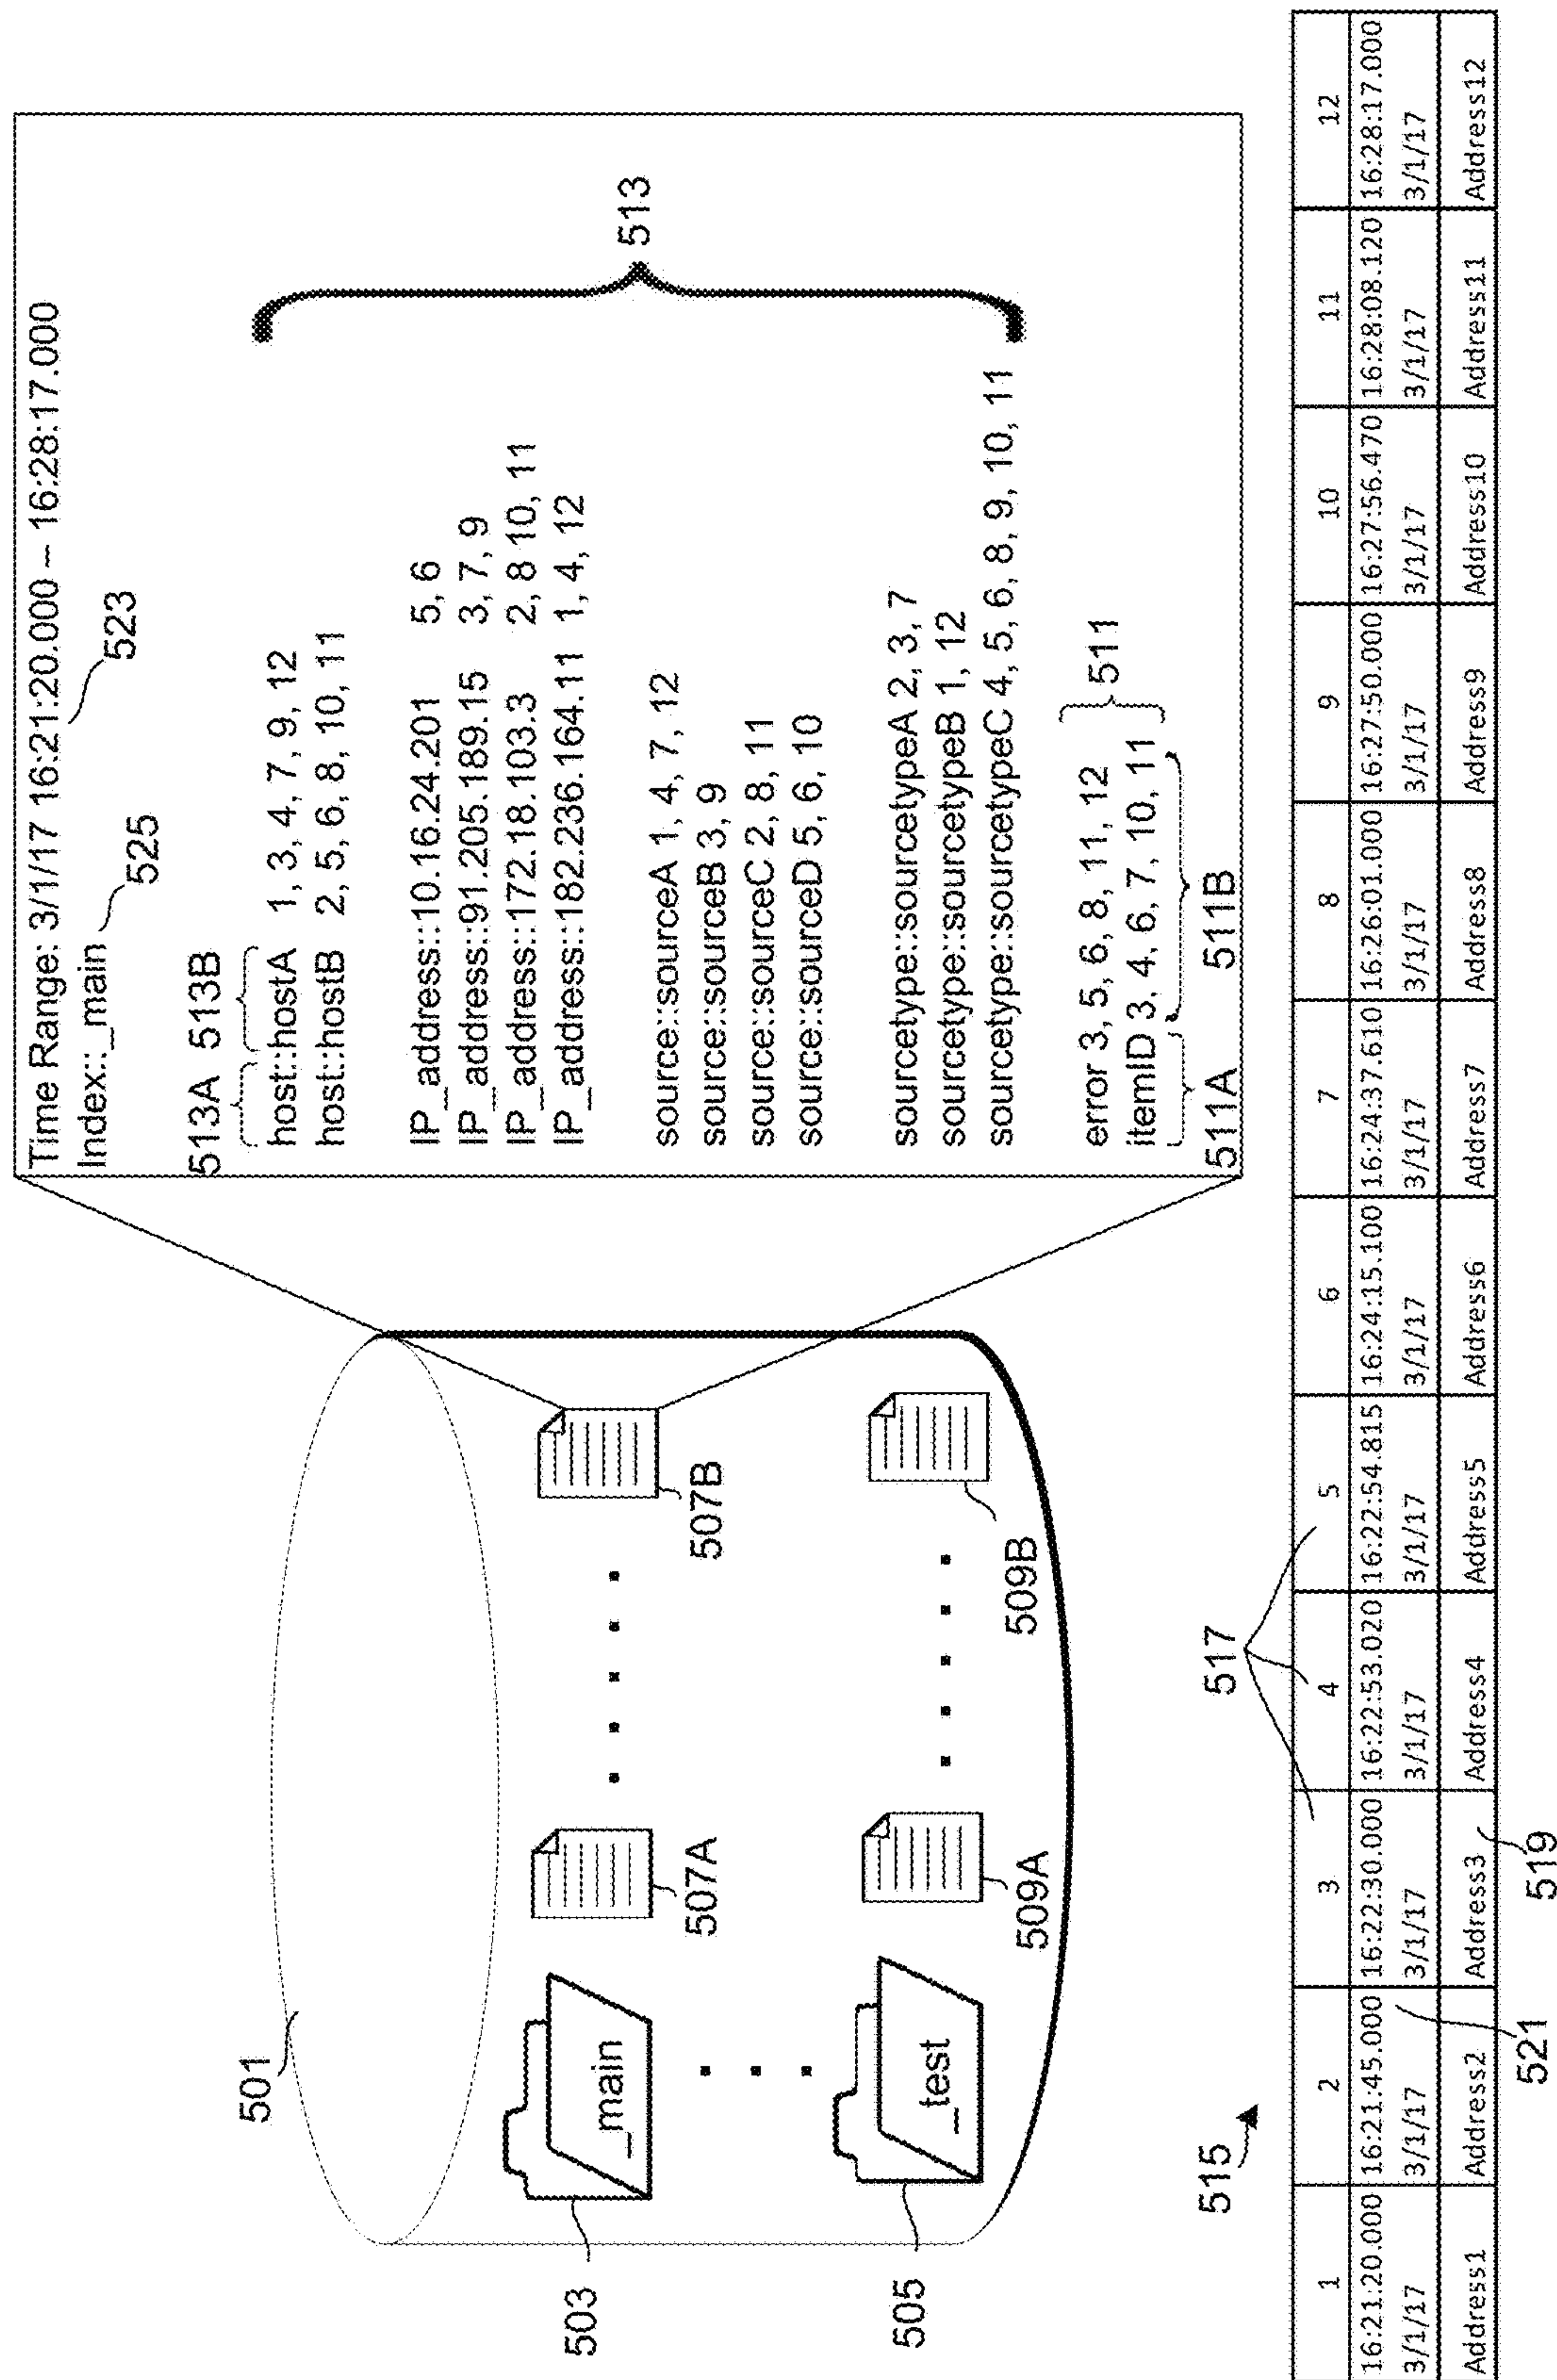 501
503
_main
507A
507B
505
_test
509A
509B
Time Range: 3/1/17 16:21:20.000 – 16:28:17.000
523
Index::_main
525
513A 513B
host::hostA 1, 3, 4, 7, 9, 12
host::hostB 2, 5, 6, 8, 10, 11
IP_address::10.16.24.201 5, 6
IP_address::91.205.189.15 3, 7, 9
IP_address::172.18.103.3 2, 8 10, 11
IP_address::182.236.164.11 1, 4, 12
source::sourceA 1, 4, 7, 12
source::sourceB 3, 9
source::sourceC 2, 8, 11
source::sourceD 5, 6, 10
513
sourcetype::sourcetypeA 2, 3, 7
sourcetype::sourcetypeB 1, 12
sourcetype::sourcetypeC 4, 5, 6, 8, 9, 10, 11
error 3, 5, 6, 8, 11, 12
itemID 3, 4, 6, 7, 10, 11
511
511A 511B
515
517
1 2 3 4 5 6 7 8 9 10 11 12
16:21:20.000 16:21:45.000 16:22:30.000 16:22:53.020 16:22:54.815 16:24:15.100 16:24:37.610 16:26:01.000 16:27:50.000 16:27:56.470 16:28:08.120 16:28:17.000
3/1/17 3/1/17 3/1/17 3/1/17 3/1/17 3/1/17 3/1/17 3/1/17 3/1/17 3/1/17 3/1/17 3/1/17
Address1 Address2 Address3 Address4 Address5 Address6 Address7 Address8 Address9 Address10 Address11 Address12
521 519